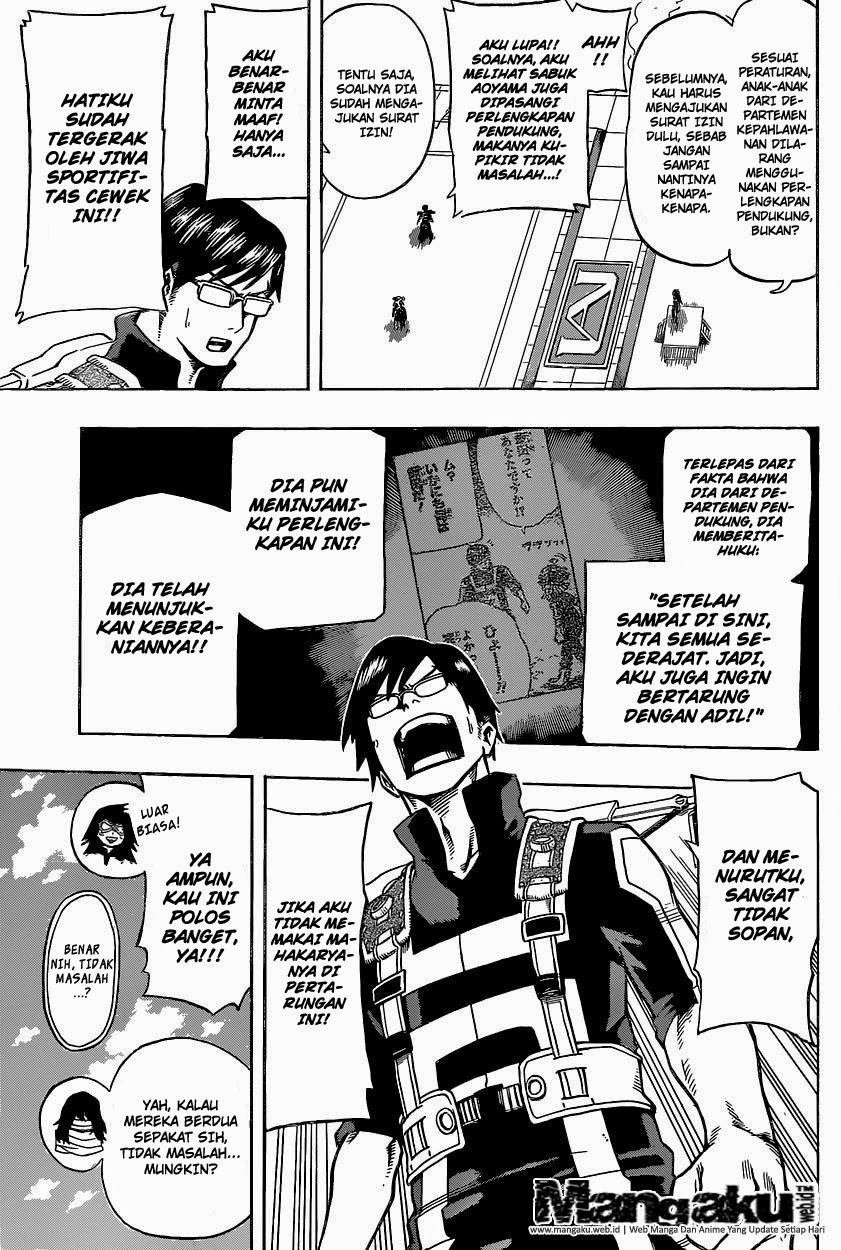 SESUAI
PERATURAN,
ANAK-ANAK
DARI DE-
PARTEMEN
KEPAHLAWA-
NAN DILA-
RANG
MENGGU-
NAKAN PER-
LENGKAPAN
PENDUKUNG,
BUKAN?
SEBELUMNYA,
KAU HARUS
MENGAJUKAN
SURAT IZIN
DULU, SEBAB
JANGAN
SAMPAI
NANTINYA
KENAPA-
KENAPA.
AHH
!!
AKU LUPA!!
SOALNYA, AKU
MELIHAT SABUK
AOYAMA JUGA
DIPASANGI
PERLENGKAPAN
PENDUKUNG,
MAKANYA KU-
PIKIR TIDAK
MASALAH...!
TENTU SAJA,
SOALNYA DIA
SUDAH MENGA-
JUKAN SURAT
IZIN!
AKU
BENAR-
BENAR
MINTA
MAAF!
HANYA
SAJA...
HATIKU
SUDAH
TERGERAK
OLEH JIWA
SPORTIFI-
TAS CEWEK
INI!!
TERLEPAS DARI
FAKTA BAHWA
DIA DARI DE-
PARTEMEN PEN-
DUKUNG, DIA
MEMBERITA-
HUKU:
"SETELAH
SAMPAI DI SINI,
KITA SEMUA SE-
DERAJAT. JADI,
AKU JUGA INGIN
BERTARUNG
DENGAN ADIL!"
あなたですか!?
DIA PUN
MEMINJAMI-
KU PERLENG-
KAPAN INI!
DIA TELAH
MENUNJUK-
KAN KEBERA-
NIANNYA!!
DAN ME-
NURUTKU,
SANGAT
TIDAK
SOPAN,
JIKA AKU
TIDAK ME-
MAKAI MA-
HAKARYA-
NYA DI
PERTA-
RUNGAN
INI!
LUAR
BIASA!
YA
AMPUN,
KAU INI
POLOS
BANGET,
YA!!!
BENAR
NIH, TIDAK
MASALAH
...?
YAH, KALAU
MEREKA BERDUA
SEPAKAT SIH,
TIDAK MASALAH...
MUNGKIN?
Mangaku
web.id
www.mangaku.web.id | Web Manga Dan Anime Yang Update Setiap Hari